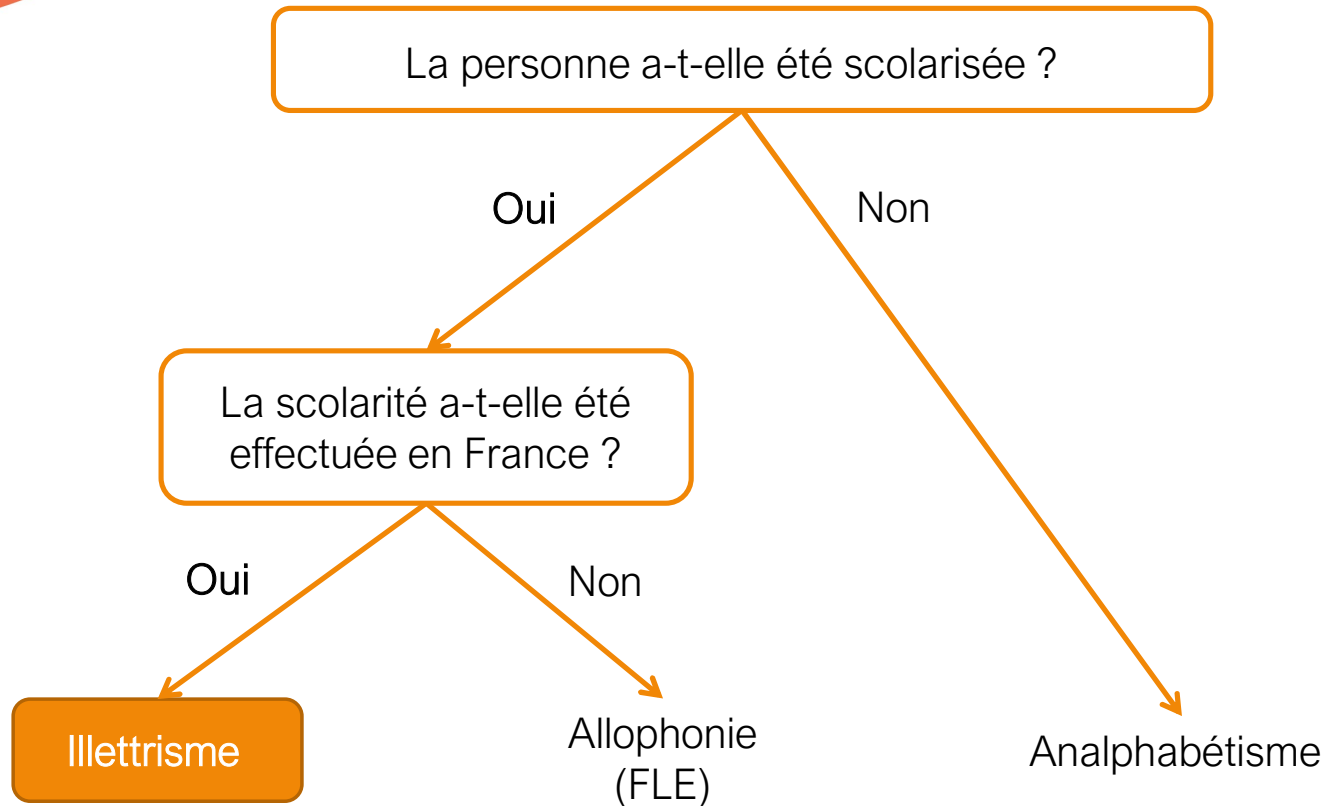 La personne a-t-elle été scolarisée ?
Oui
Non
La scolarité a-t-elle été
effectuée en France ?
Oui
Non
Illettrisme
Allophonie
(FLE)
Analphabétisme